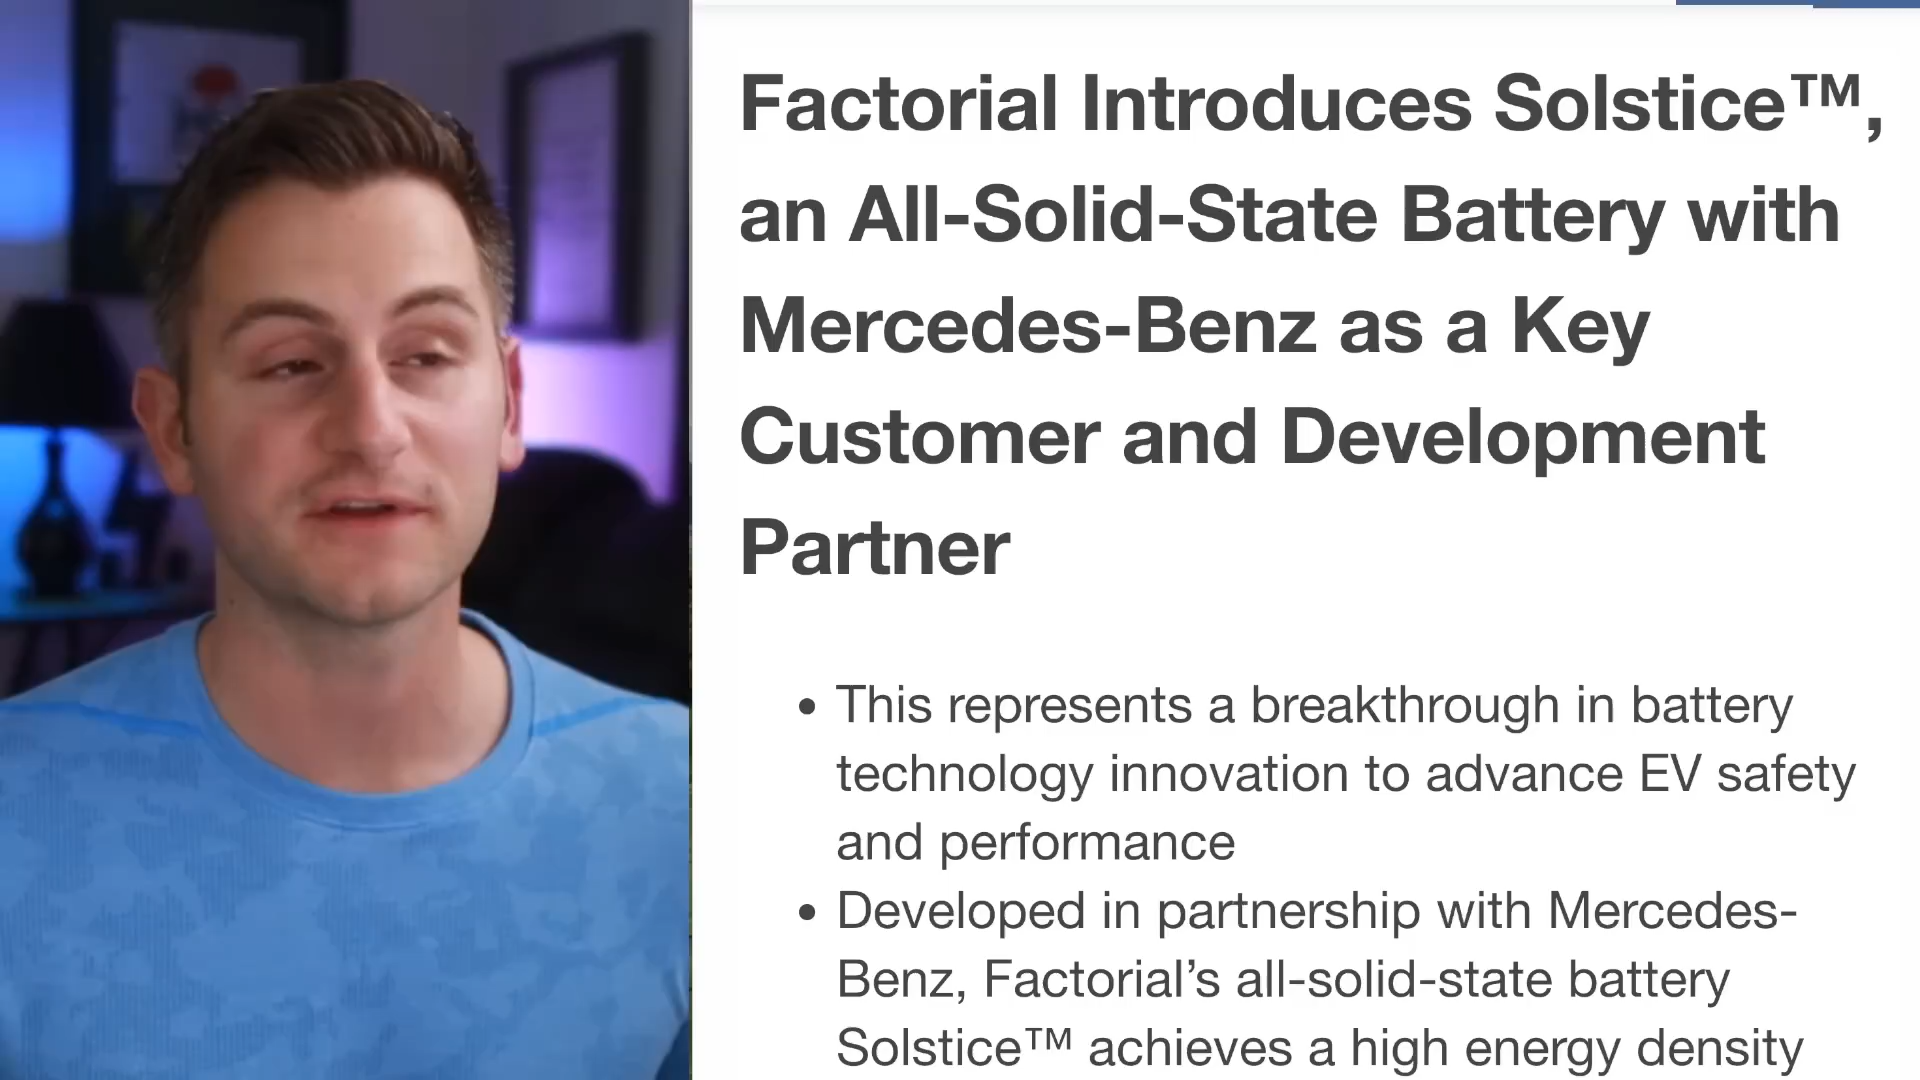 Factorial Introduces Solstice™,
an All-Solid-State Battery with
Mercedes-Benz as a Key
Customer and Development
Partner
• This represents a breakthrough in battery
technology innovation to advance EV safety
and performance
• Developed in partnership with Mercedes-
Benz, Factorial’s all-solid-state battery
Solstice™ achieves a high energy density